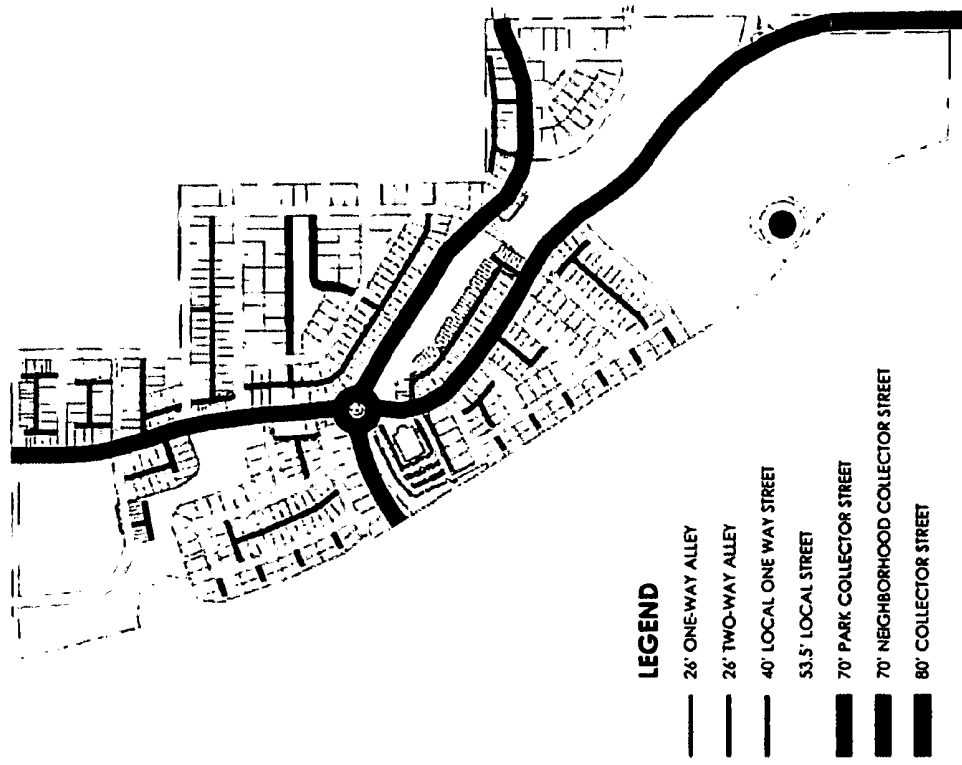 LEGEND
26' ONE-WAY ALLEY
26' TWO-WAY ALLEY
40' LOCAL ONE WAY STREET
53.5' LOCAL STREET
70' PARK COLLECTOR STREET
70' NEIGHBORHOOD COLLECTOR STREET
80' COLLECTOR STREET